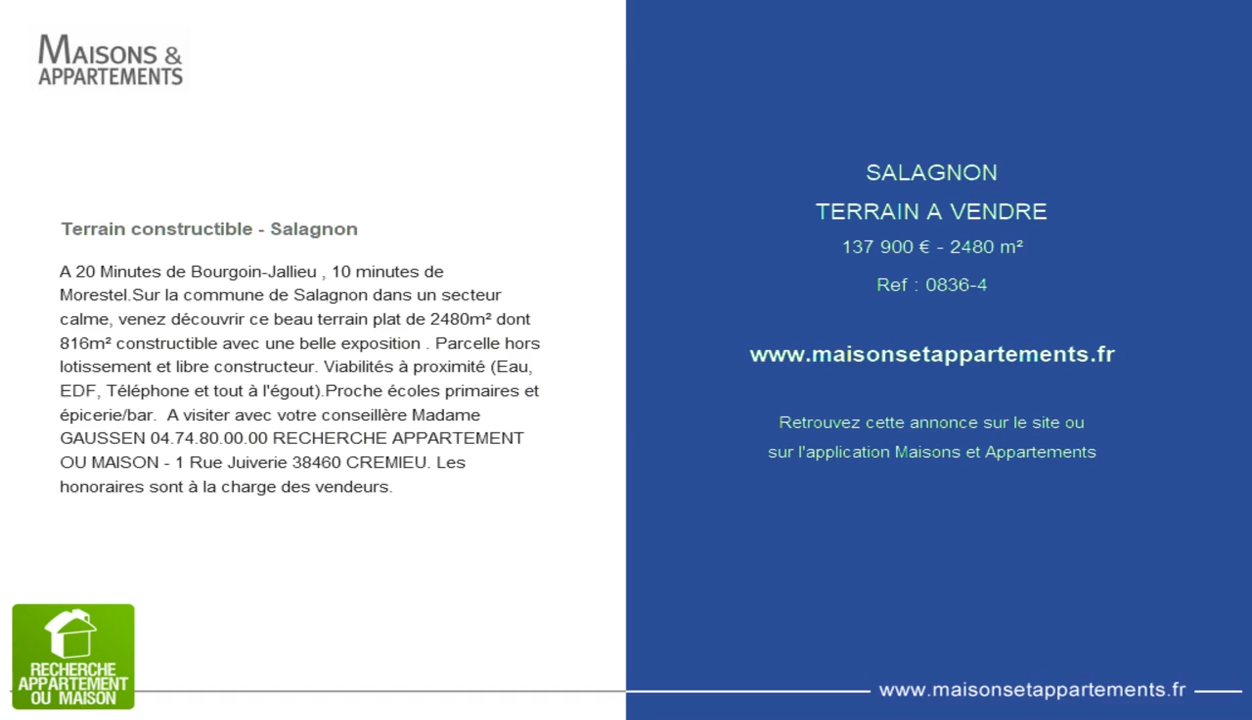 MAISONS &
APPARTEMENTS
Terrain constructible - Salagnon
A 20 Minutes de Bourgoin-Jallieu , 10 minutes de
Morestel.Sur la commune de Salagnon dans un secteur
calme, venez découvrir ce beau terrain plat de 2480m² dont
816m² constructible avec une belle exposition . Parcelle hors
lotissement et libre constructeur. Viabilités à proximité (Eau,
EDF, Téléphone et tout à l'égout).Proche écoles primaires et
épicerie/bar.  A visiter avec votre conseillère Madame
GAUSSEN 04.74.80.00.00 RECHERCHE APPARTEMENT
OU MAISON - 1 Rue Juiverie 38460 CREMIEU. Les
honoraires sont à la charge des vendeurs.
RECHERCHE
APPARTEMENT
OU MAISON
SALAGNON
TERRAIN A VENDRE
137 900 € - 2480 m²
Ref : 0836-4
www.maisonsetappartements.fr
Retrouvez cette annonce sur le site ou
sur l'application Maisons et Appartements
www.maisonsetappartements.fr